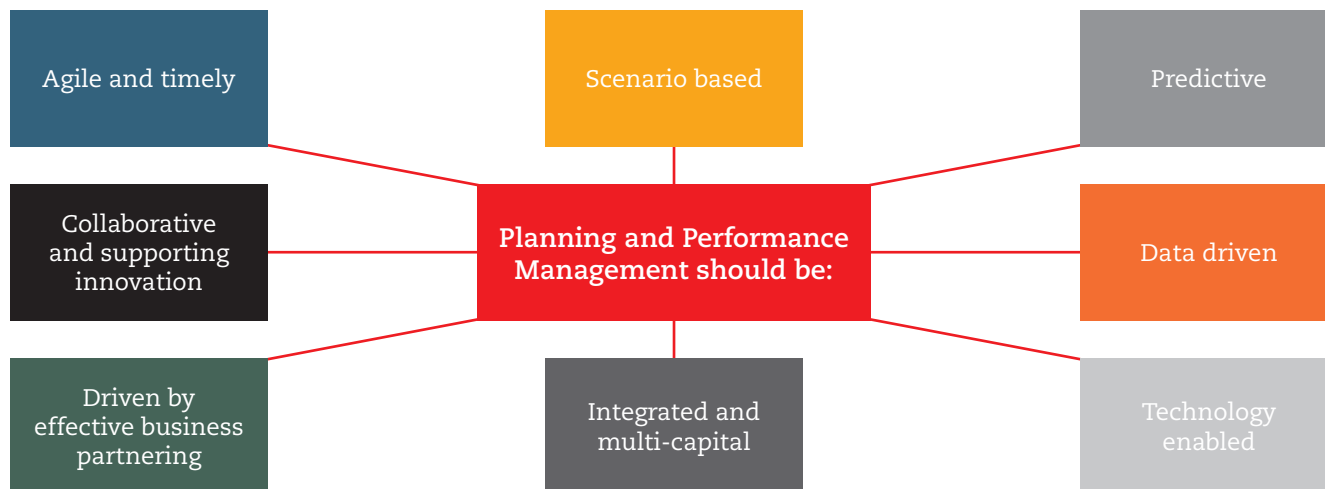 Agile and timely
Scenario based
Predictive
Collaborative
and supporting
innovation
Planning and Performance
Management should be:
Data driven
Driven by
effective business
partnering
Integrated and
multi-capital
Technology
enabled